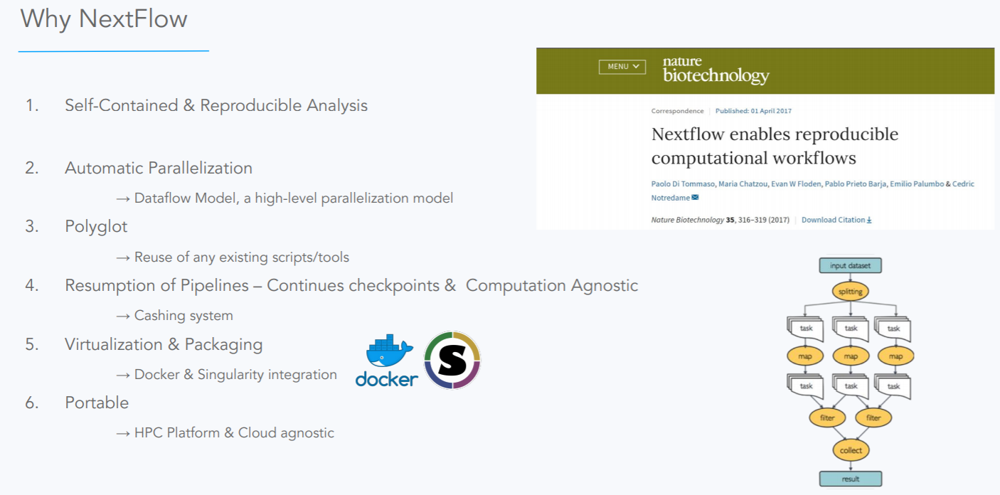 Why NextFlow
1. Self-Contained & Reproducible Analysis
2. Automatic Parallelization
→ Dataflow Model, a high-level parallelization model
3. Polyglot
→ Reuse of any existing scripts/tools
4. Resumption of Pipelines – Continues checkpoints & Computation Agnostic
→ Cashing system
5. Virtualization & Packaging
→ Docker & Singularity integration
6. Portable
→ HPC Platform & Cloud agnostic
docker
S
MENU
nature
biotechnology
Correspondence | Published: 01 April 2017
Nextflow enables reproducible
computational workflows
Paolo Di Tommaso, Maria Chatzou, Evan W Floden, Pablo Prieto Barja, Emilio Palumbo & Cedric
Notredame
Nature Biotechnology 35, 316–319 (2017) | Download Citation
input dataset
splitting
task task task
map map map
task task task
filter filter
collect
result